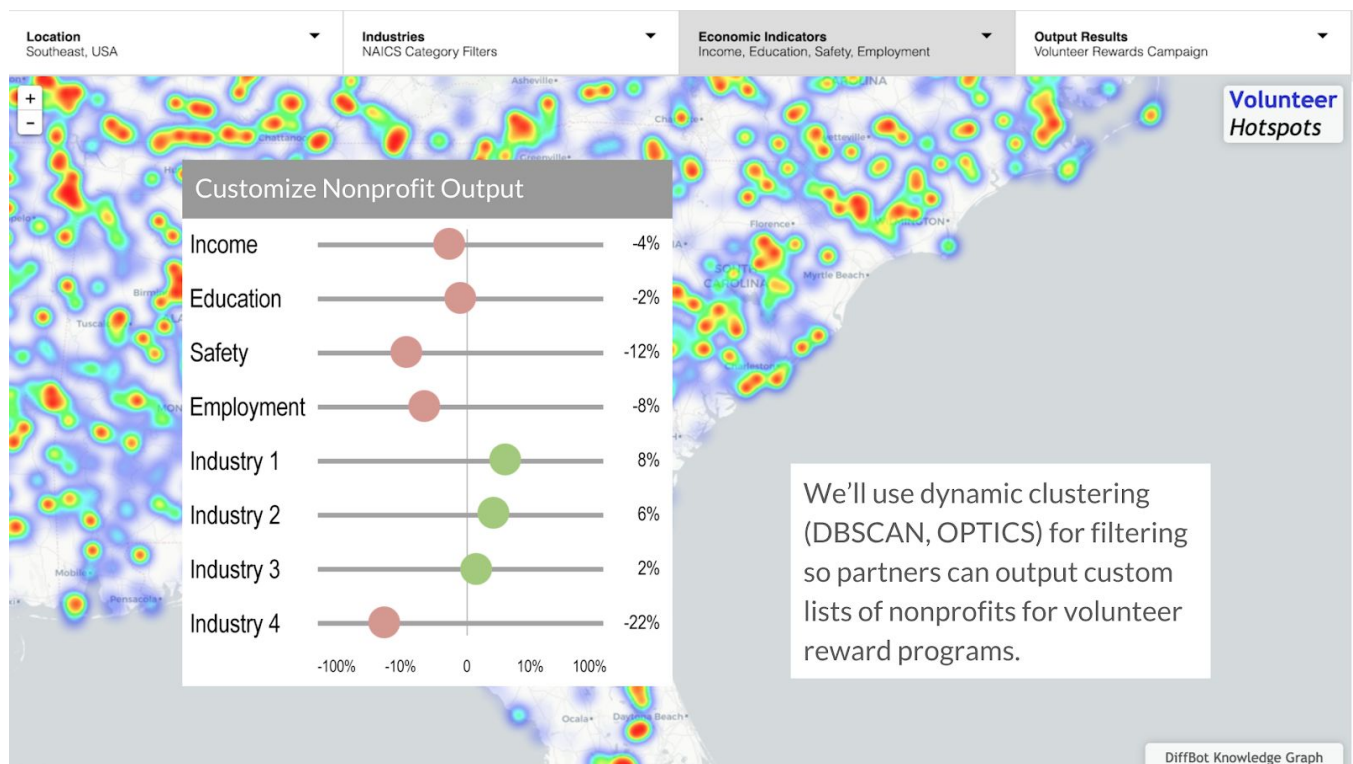 Location
Southeast, USA
Industries
NAICS Category Filters
Economic Indicators
Income, Education, Safety, Employment
Output Results
Volunteer Rewards Campaign
+
-
Asheville
CAROLINA
Volunteer
Hotspots
Greenville
Customize Nonprofit Output
Income -4%
Education -2%
Safety -12%
Employment -8%
Industry 1 8%
Industry 2 6%
Industry 3 2%
Industry 4 -22%
-100% -10% 0 10% 100%
Florence
SOUTH
CAROLINA
Myrtle Beach
Charleston
Mobile
Pensacola
We’ll use dynamic clustering
(DBSCAN, OPTICS) for filtering
so partners can output custom
lists of nonprofits for volunteer
reward programs.
Ocala
Daytona Beach
DiffBot Knowledge Graph